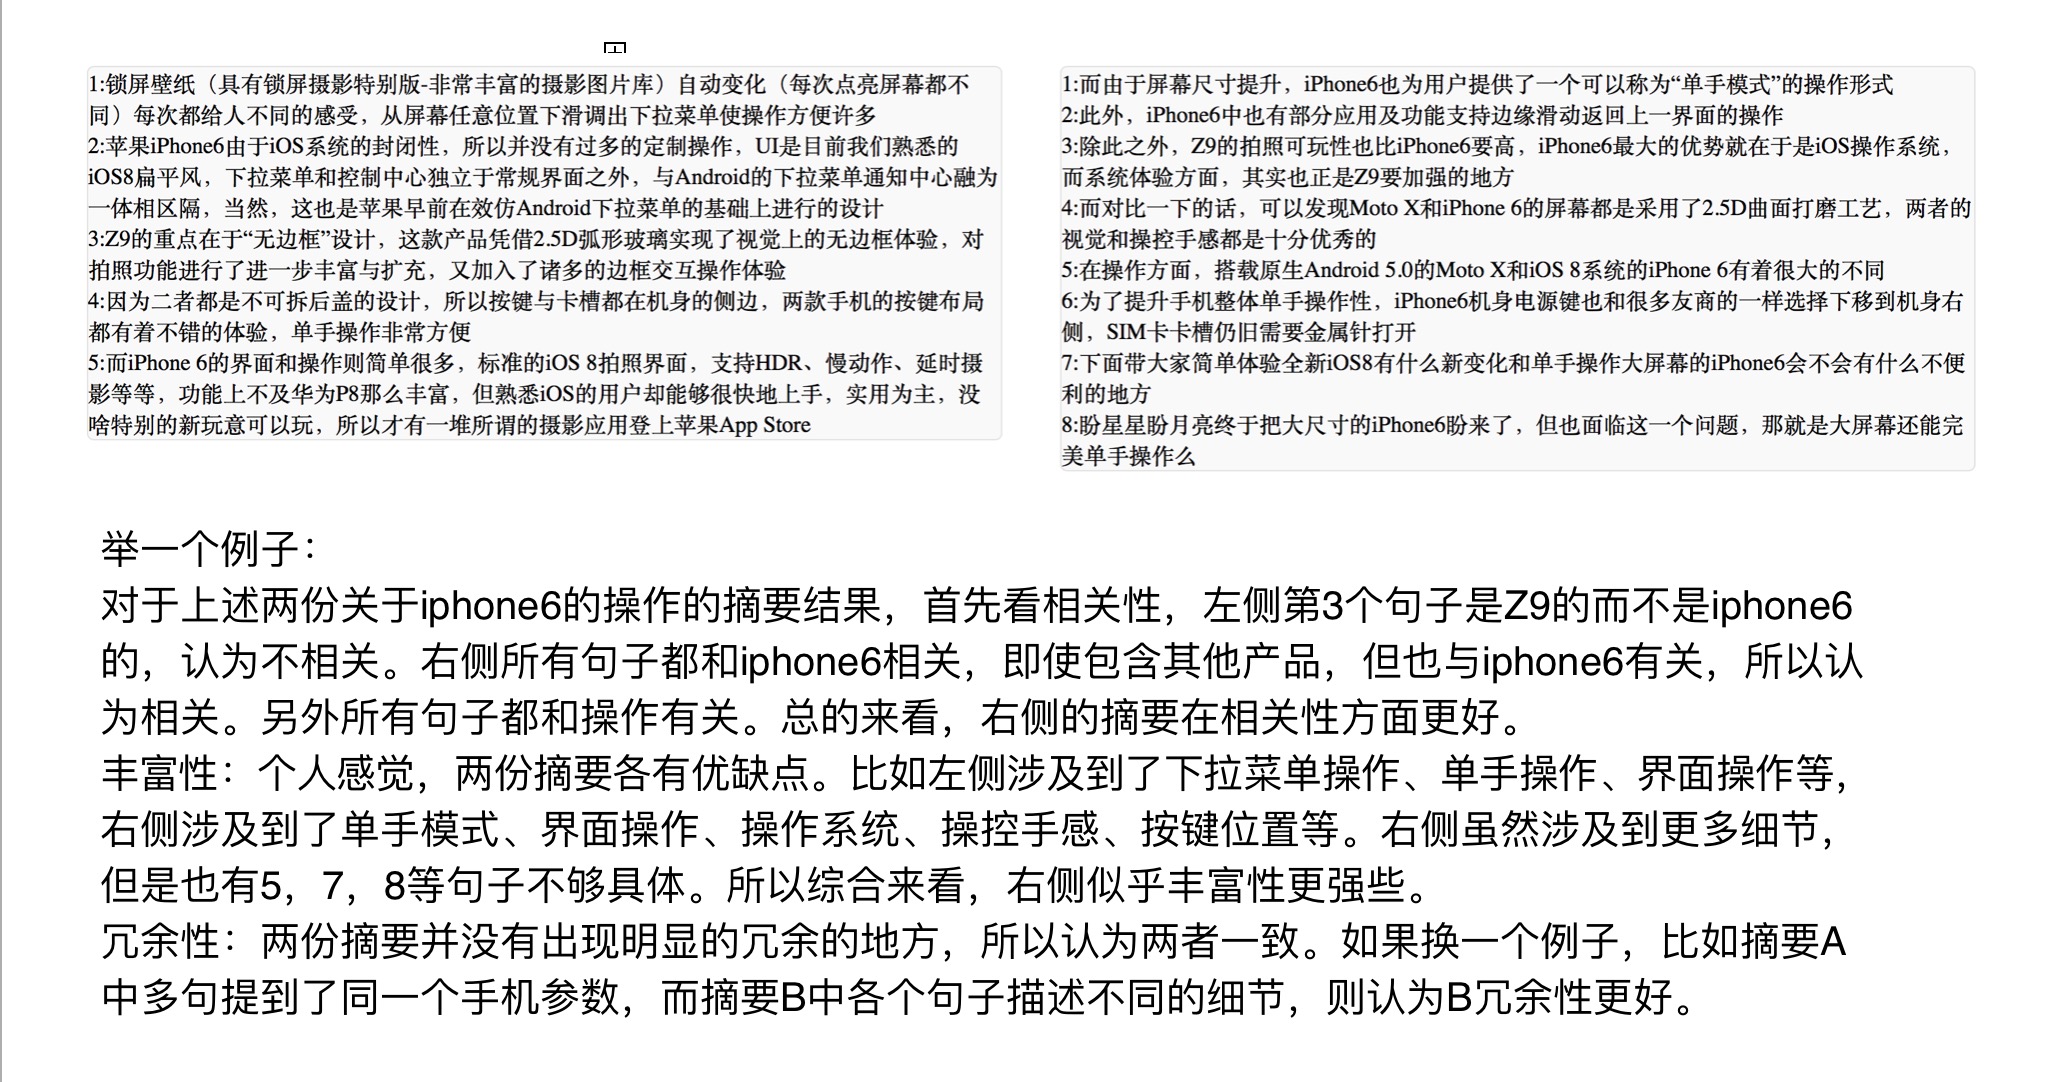 1:锁屏壁纸（具有锁屏摄影特别版-非常丰富的摄影图片库）自动变化（每次点亮屏幕都不
同）每次都给人不同的感受，从屏幕任意位置下滑调出下拉菜单使操作方便许多
2:苹果iPhone6由于iOS系统的封闭性，所以并没有过多的定制操作，UI是目前我们熟悉的
iOS8扁平风，下拉菜单和控制中心独立于常规界面之外，与Android的下拉菜单通知中心融为
一体相区隔，当然，这也是苹果早前在效仿Android下拉菜单的基础上进行的设计
3:Z9的重点在于“无边框”设计，这款产品凭借2.5D弧形玻璃实现了视觉上的无边框体验，对
拍照功能进行了进一步丰富与扩充，又加入了诸多的边框交互操作体验
4:因为二者都是不可拆后盖的设计，所以按键与卡槽都在机身的侧边，两款手机的按键布局
都有着不错的体验，单手操作非常方便
5:而iPhone 6的界面和操作则简单很多，标准的iOS 8拍照界面，支持HDR、慢动作、延时摄
影等等，功能上不及华为P8那么丰富，但熟悉iOS的用户却能够很快地上手，实用为主，没
啥特别的新玩意可以玩，所以才有一堆所谓的摄影应用登上苹果App Store
1:而由于屏幕尺寸提升，iPhone6也为用户提供了一个可以称为“单手模式”的操作形式
2:此外，iPhone6中也有部分应用及功能支持边缘滑动返回上一界面的操作
3:除此之外，Z9的拍照可玩性也比iPhone6要高，iPhone6最大的优势就在于是iOS操作系统，
而系统体验方面，其实也正是Z9要加强的地方
4:而对比一下的话，可以发现Moto X和iPhone 6的屏幕都是采用了2.5D曲面打磨工艺，两者的
视觉和操控手感都是十分优秀的
5:在操作方面，搭载原生Android 5.0的Moto X和iOS 8系统的iPhone 6有着很大的不同
6:为了提升手机整体单手操作性，iPhone6机身电源键也和很多友商的一样选择下移到机身右
侧，SIM卡卡槽仍旧需要金属针打开
7:下面带大家简单体验全新iOS8有什么新变化和单手操作大屏幕的iPhone6会不会有什么不便
利的地方
8:盼星星盼月亮终于把大尺寸的iPhone6盼来了，但也面临这一个问题，那就是大屏幕还能完
美单手操作么
举一个例子：
对于上述两份关于iphone6的操作的摘要结果，首先看相关性，左侧第3个句子是Z9的而不是iphone6
的，认为不相关。右侧所有句子都和iphone6相关，即使包含其他产品，但也与iphone6有关，所以认
为相关。另外所有句子都和操作有关。总的来看，右侧的摘要在相关性方面更好。
丰富性：个人感觉，两份摘要各有优缺点。比如左侧涉及到了下拉菜单操作、单手操作、界面操作等，
右侧涉及到了单手模式、界面操作、操作系统、操控手感、按键位置等。右侧虽然涉及到更多细节，
但是也有5，7，8等句子不够具体。所以综合来看，右侧似乎丰富性更强些。
冗余性：两份摘要并没有出现明显的冗余的地方，所以认为两者一致。如果换一个例子，比如摘要A
中多句提到了同一个手机参数，而摘要B中各个句子描述不同的细节，则认为B冗余性更好。